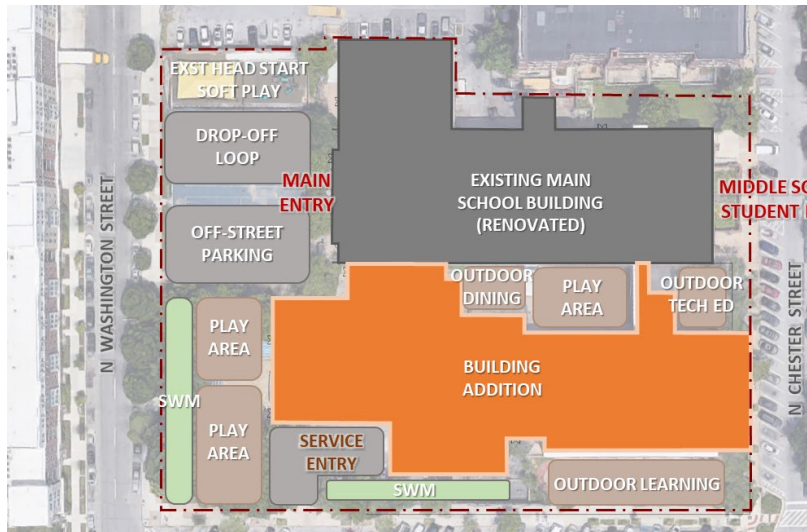 EXST HEAD START
SOFT PLAY
DROP-OFF
LOOP
MAIN
ENTRY
EXISTING MAIN
SCHOOL BUILDING
(RENOVATED)
MIDDLE
STUDENT
OFF-STREET
PARKING
N WASHINGTON STREET
OUTDOOR
DINING
PLAY
AREA
OUTDOOR
TECH ED
N CHESTER STREET
PLAY
AREA
BUILDING
ADDITION
SWM
PLAY
AREA
SERVICE
ENTRY
SWM
OUTDOOR LEARNING